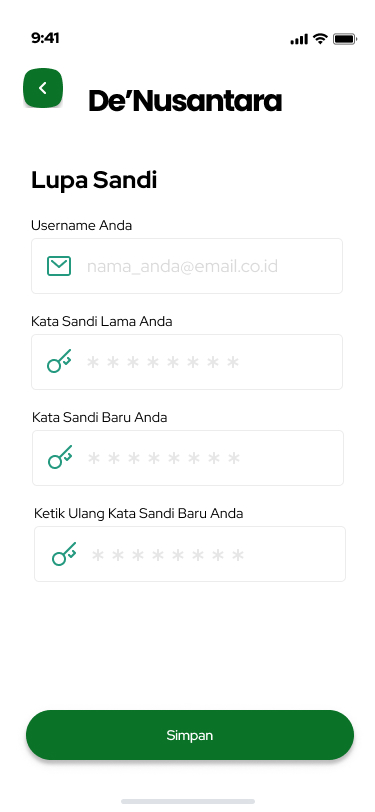 9:41
De’Nusantara
Lupa Sandi
Username Anda
nama_anda@email.co.id
Kata Sandi Lama Anda
* * * * * * * *
Kata Sandi Baru Anda
* * * * * * * *
Ketik Ulang Kata Sandi Baru Anda
* * * * * * * *
Simpan